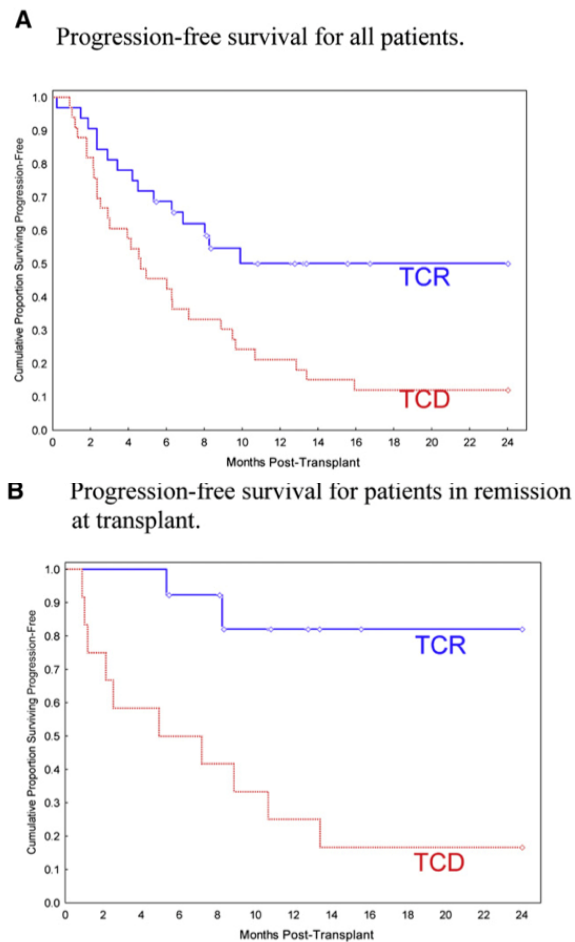 A
Progression-free survival for all patients.
Cumulative Proportion Surviving Progression-Free
1.0
0.9
0.8
0.7
0.6
0.5
0.4
0.3
0.2
0.1
0.0
TCR
TCD
0 2 4 6 8 10 12 14 16 18 20 22 24
Months Post-Transplant
B
Progression-free survival for patients in remission
at transplant.
Cumulative Proportion Surviving Progression-Free
1.0
0.9
0.8
0.7
0.6
0.5
0.4
0.3
0.2
0.1
0.0
TCR
TCD
0 2 4 6 8 10 12 14 16 18 20 22 24
Months Post-Transplant